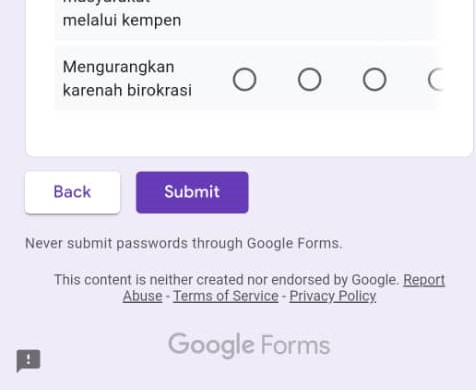 melalui kempen
Mengurangkan
karenah birokrasi
Back
Submit
Never submit passwords through Google Forms.
This content is neither created nor endorsed by Google. Report
Abuse - Terms of Service - Privacy Policy
Google Forms